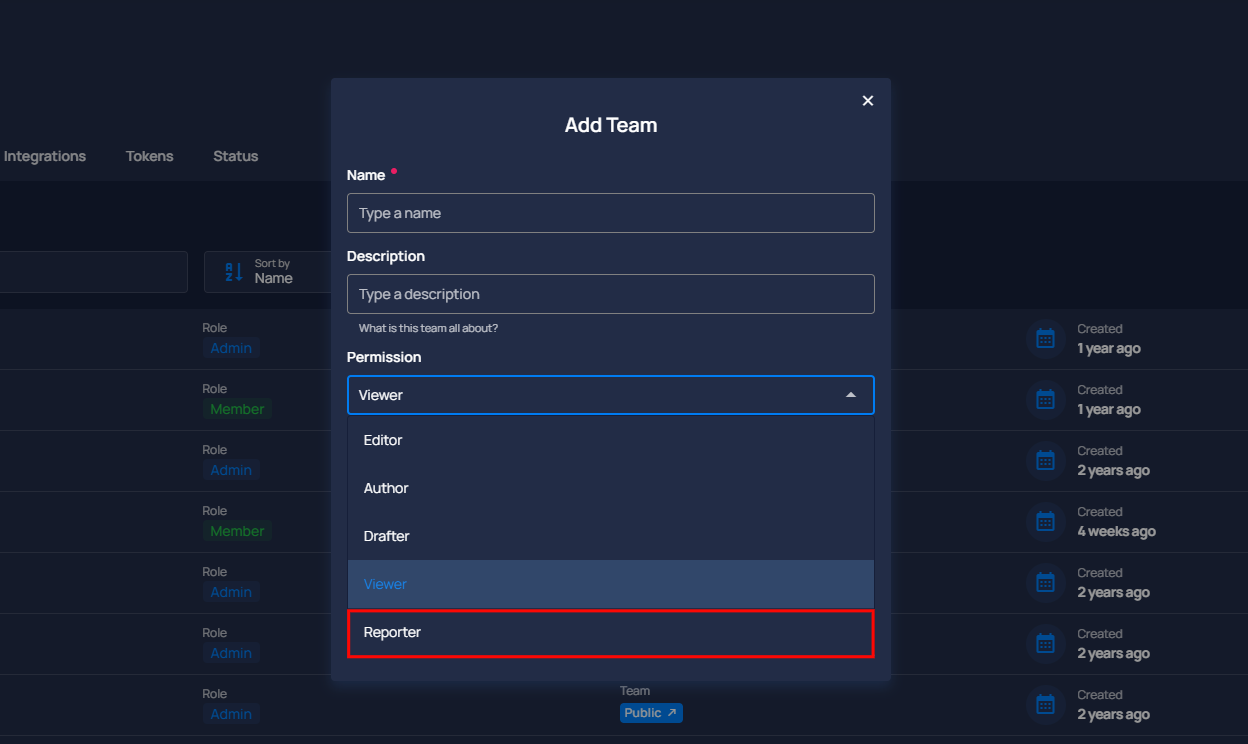 Add Team
Integrations Tokens Status
Name
Type a name
Description
Sort by
Name
Type a description
What is this team all about?
Permission
Viewer
Editor
Author
Drafter
Viewer
Reporter
Role
Admin
Created
1 year ago
Role
Member
Created
1 year ago
Role
Admin
Created
2 years ago
Role
Member
Created
4 weeks ago
Role
Admin
Created
2 years ago
Role
Admin
Created
2 years ago
Role
Admin
Team
Public
Created
2 years ago